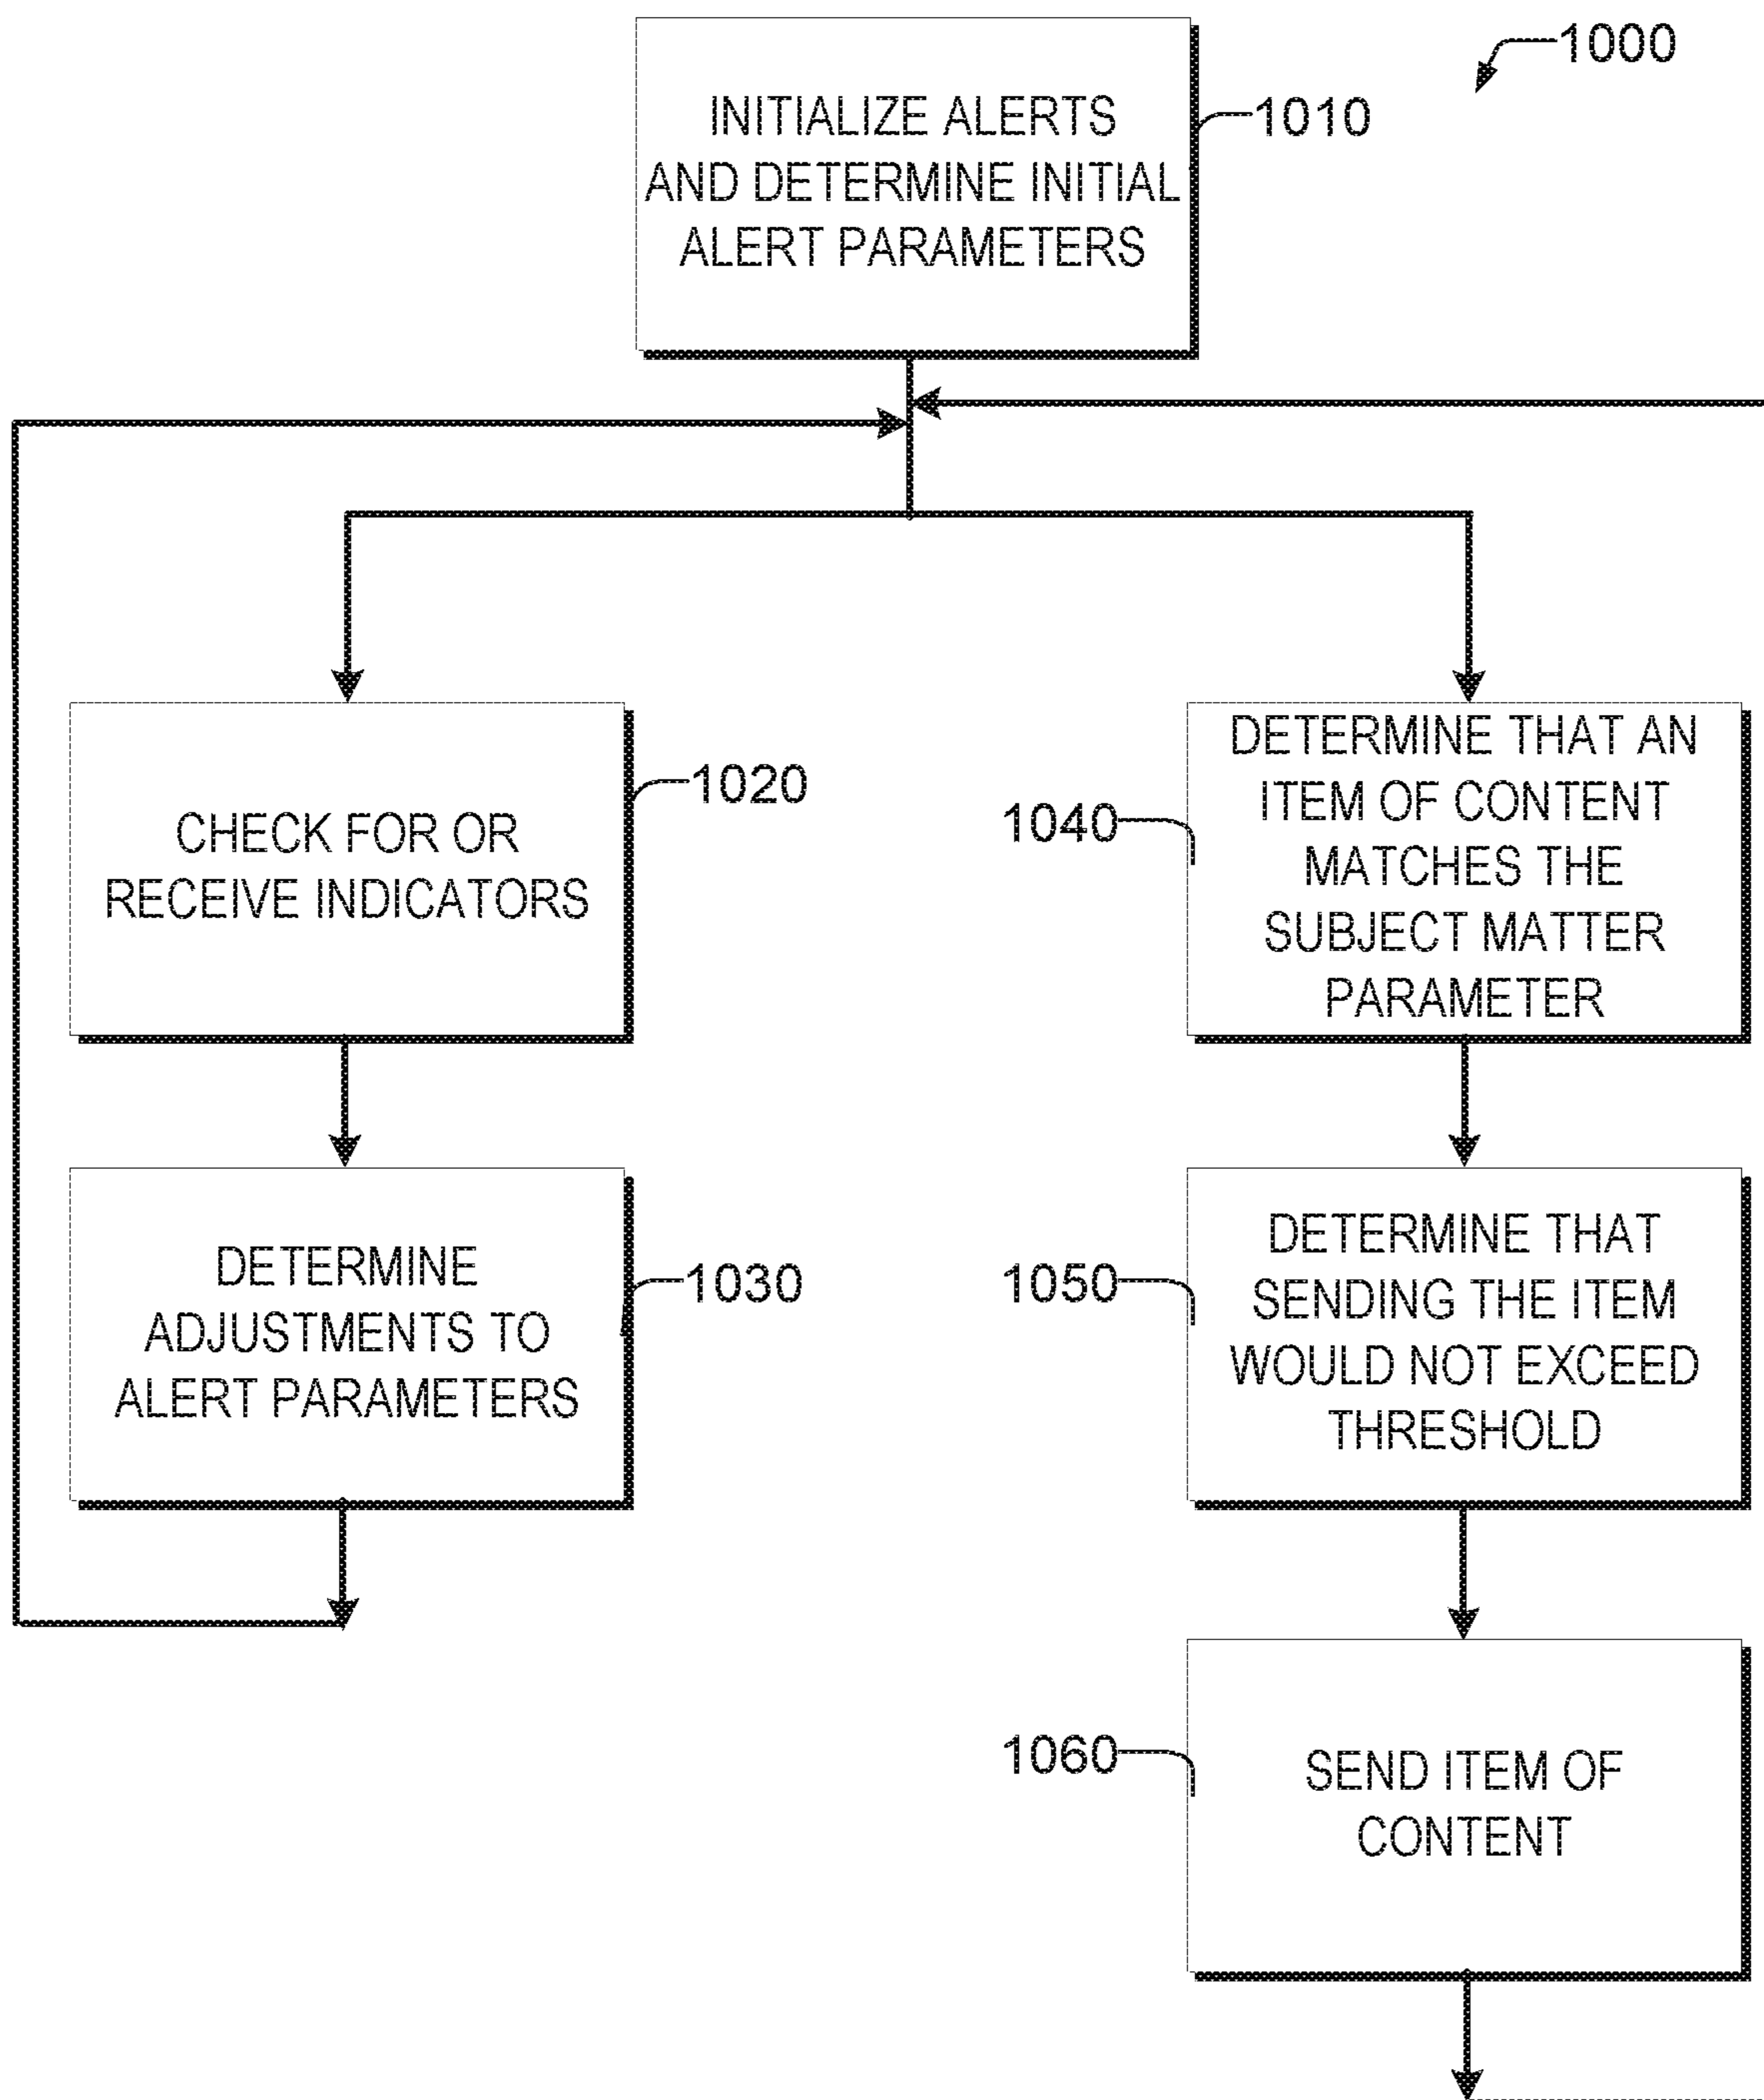 1000
INITIALIZE ALERTS
AND DETERMINE INITIAL
ALERT PARAMETERS
1010
CHECK FOR OR
RECEIVE INDICATORS
1020
DETERMINE
ADJUSTMENTS TO
ALERT PARAMETERS
1030
1040
DETERMINE THAT AN
ITEM OF CONTENT
MATCHES THE
SUBJECT MATTER
PARAMETER
1050
DETERMINE THAT
SENDING THE ITEM
WOULD NOT EXCEED
THRESHOLD
1060
SEND ITEM OF
CONTENT